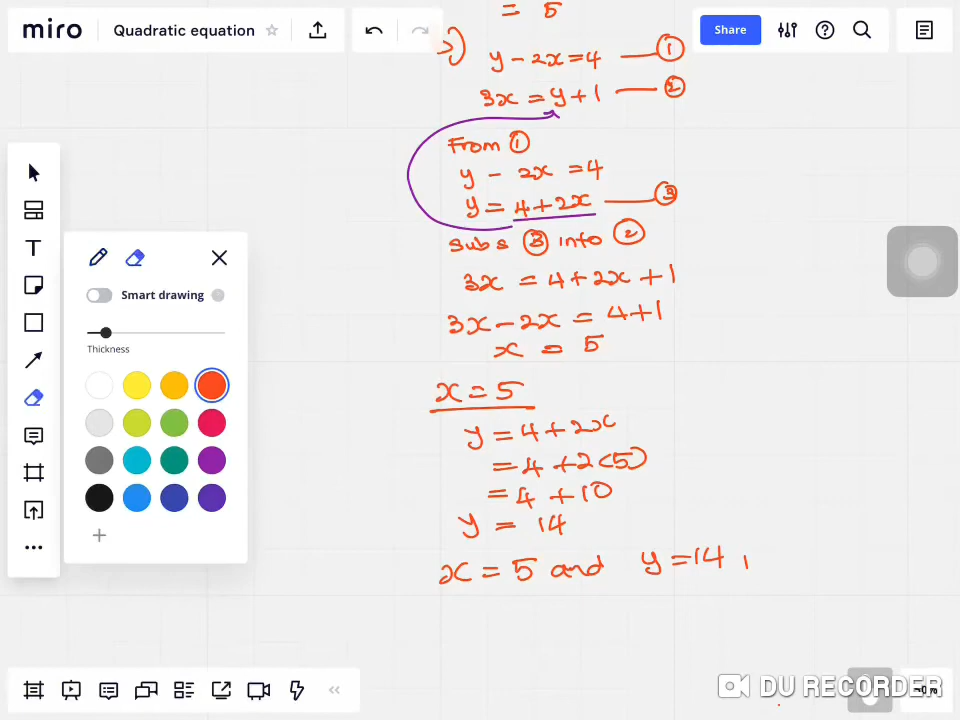 = 5
miro Quadratic equation Share
y - 2x = 4 ①
3x = y + 1 ②
From ①
y - 2x = 4
y = 4 + 2x ③
Subs ③ into ②
3x = 4 + 2x + 1
3x - 2x = 4 + 1
x = 5
x = 5
y = 4 + 2x
= 4 + 2(5)
= 4 + 10
y = 14
x = 5 and y = 14
Smart drawing
Thickness
DU RECORDER